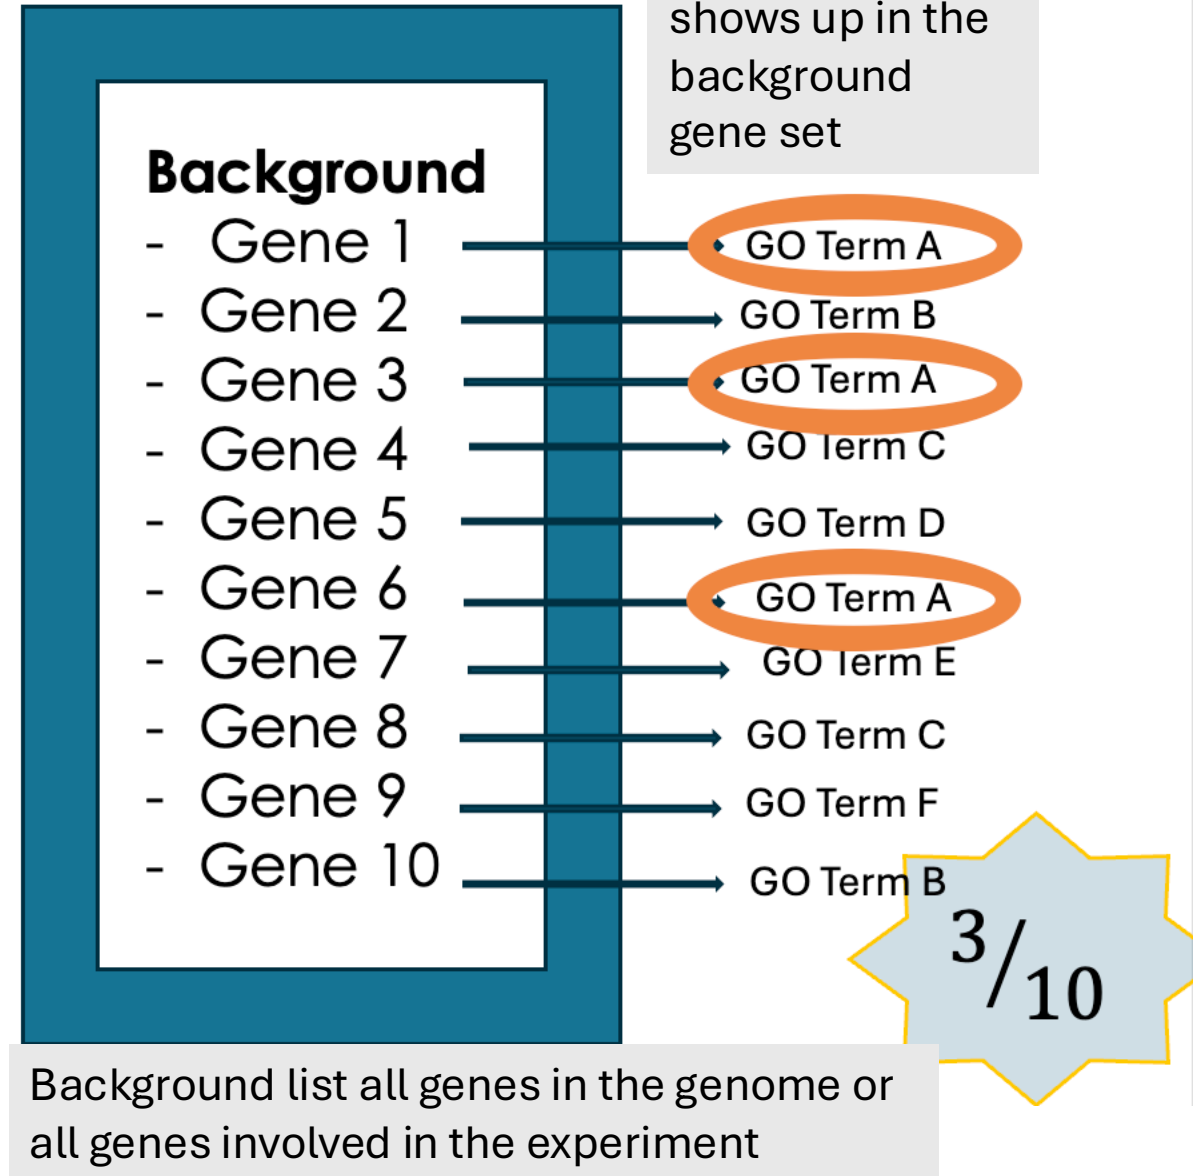 shows up in the
background
gene set
Background
- Gene 1 GO Term A
- Gene 2 GO Term B
- Gene 3 GO Term A
- Gene 4 GO Term C
- Gene 5 GO Term D
- Gene 6 GO Term A
- Gene 7 GO Term E
- Gene 8 GO Term C
- Gene 9 GO Term F
- Gene 10 GO Term B
3/10
Background list all genes in the genome or
all genes involved in the experiment